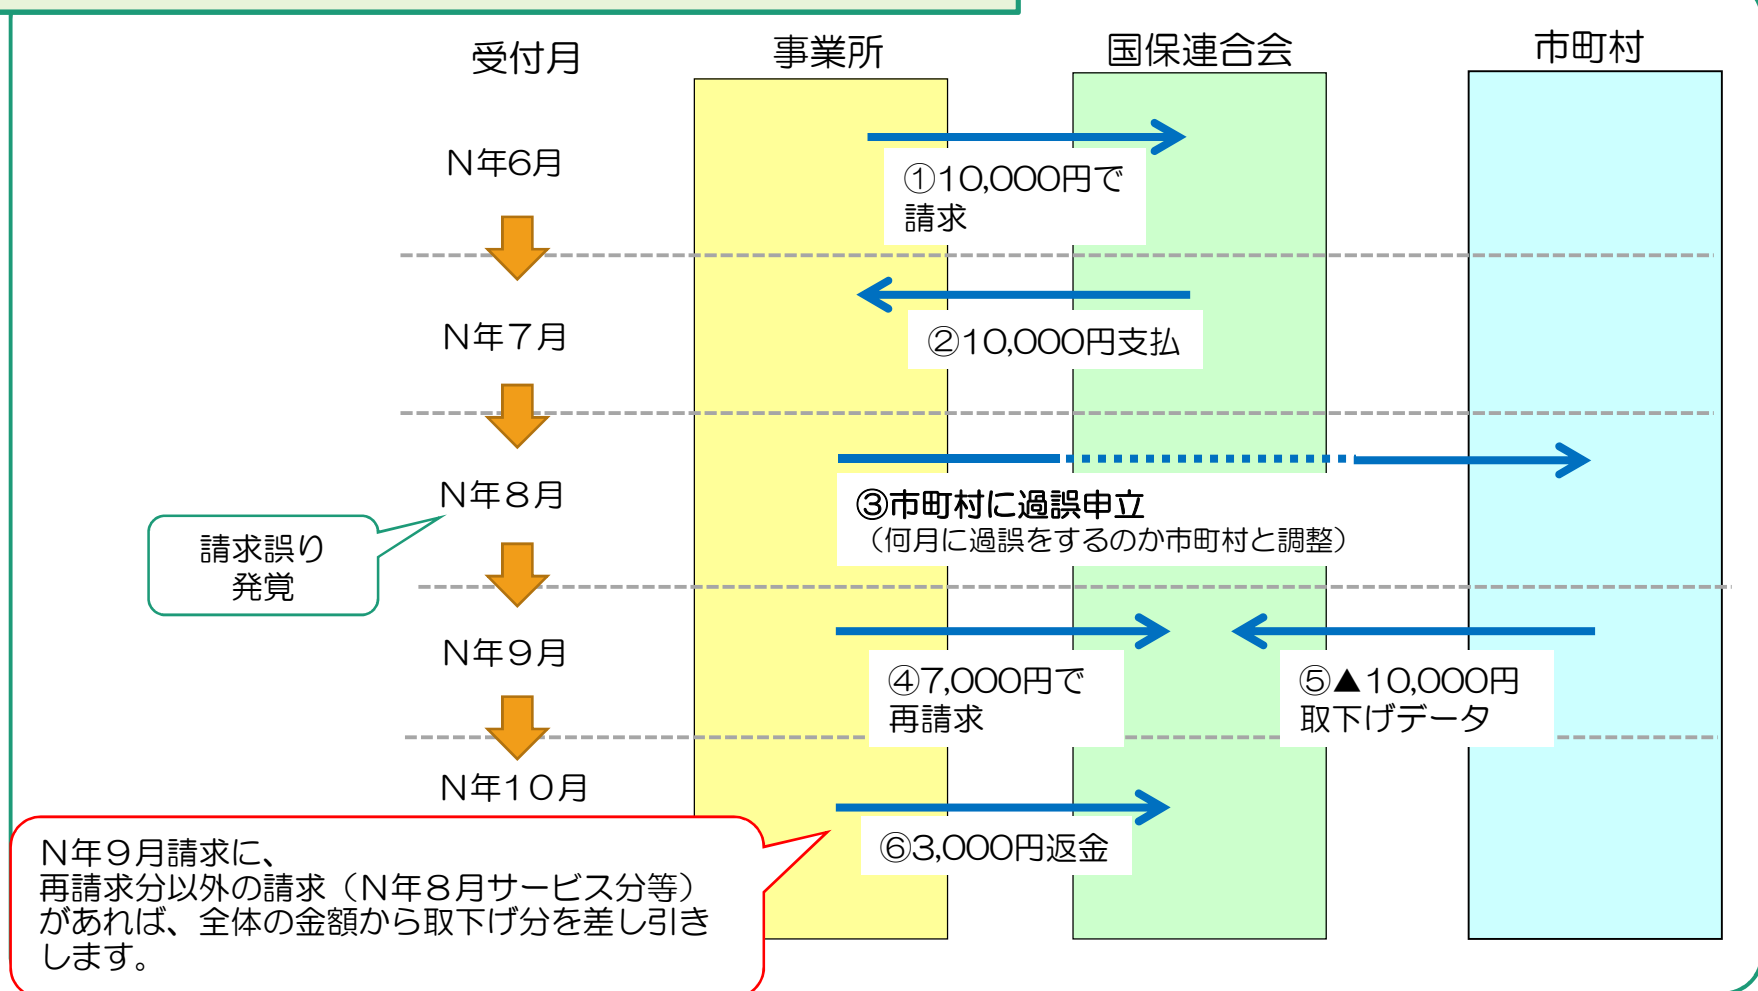 受付月
事業所
国保連合会
市町村
N年6月
①10,000円で
請求
N年7月
②10,000円支払
N年8月
請求誤り
発覚
③市町村に過誤申立
（何月に過誤をするのか市町村と調整）
N年9月
④7,000円で
再請求
⑤▲10,000円
取下げデータ
N年10月
⑥3,000円返金
N年9月請求に、
再請求分以外の請求（N年8月サービス分等）
があれば、全体の金額から取下げ分を差し引き
します。